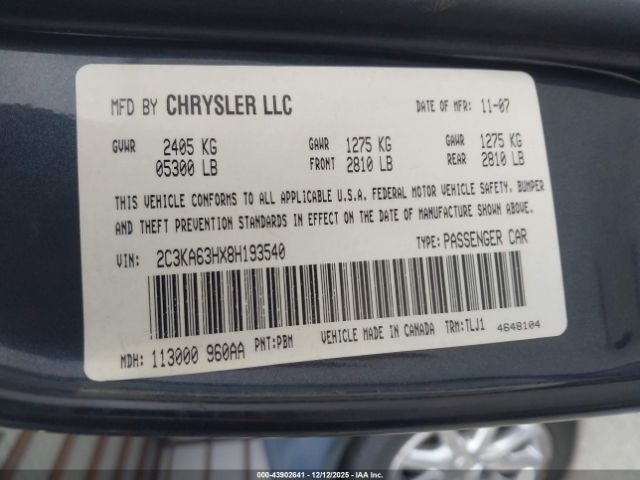 MFD BY CHRYSLER LLC DATE OF MFR: 11-07
GVWR 2405 KG GAWR 1275 KG GAWR 1275 KG
05300 LB FRONT 2810 LB REAR 2810 LB
THIS VEHICLE CONFORMS TO ALL APPLICABLE U.S.A. FEDERAL MOTOR VEHICLE SAFETY, BUMPER
AND THEFT PREVENTION STANDARDS IN EFFECT ON THE DATE OF MANUFACTURE SHOWN ABOVE.
VIN: 2C3KA63HX8H193540 TYPE: PASSENGER CAR
VEHICLE MADE IN CANADA TRM:TLJ1 4648104
MDH: 113000 960AA PNT:PBM
000-43902641 - 12/12/2025 - IAAI.COM